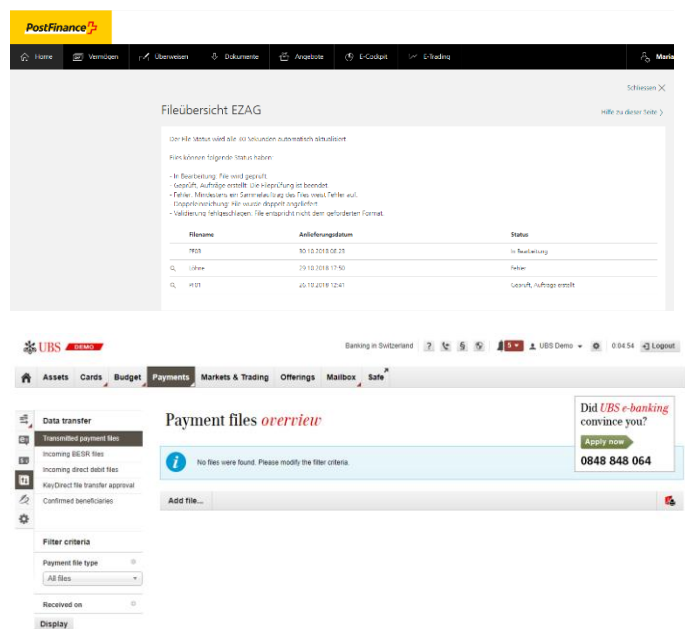 PostFinance
Home Vermögen Überweisen Dokumente Angebote E-Cockpit E-Trading Maria
Schliessen
Fileübersicht EZAG Hilfe zu dieser Seite
Der File Status wird alle 30 Sekunden automatisch aktualisiert
Files können folgende Status haben:
- In Bearbeitung: File wird geprüft
- Geprüft, Aufträge erstellt: Die Fileprüfung ist beendet
- Fehler: Mindestens ein Sammelauftrag des Files weist Fehler auf.
- Doppeleinreichung: File wurde doppelt angeliefert
- Validierung fehlgeschlagen: File entspricht nicht dem geforderten Format
Filename Anlieferungsdatum Status
30.10.2018 08:23 In Bearbeitung
Löhne 29.10.2018 17:50 Fehler
26.10.2018 12:41 Geprüft, Aufträge erstellt
UBS DEMO Banking in Switzerland ? § 5 UBS Demo 0:04:54 Logout
Assets Cards Budget Payments Markets & Trading Offerings Mailbox Safe
Data transfer
Transmitted payment files
Incoming BESR files
Incoming direct debit files
KeyDirect file transfer approval
Confirmed beneficiaries
Filter criteria
Payment file type
All files
Received on
Display
Payment files overview
No files were found. Please modify the filter criteria.
Add file...
Did UBS e-banking
convince you?
Apply now
0848 848 064